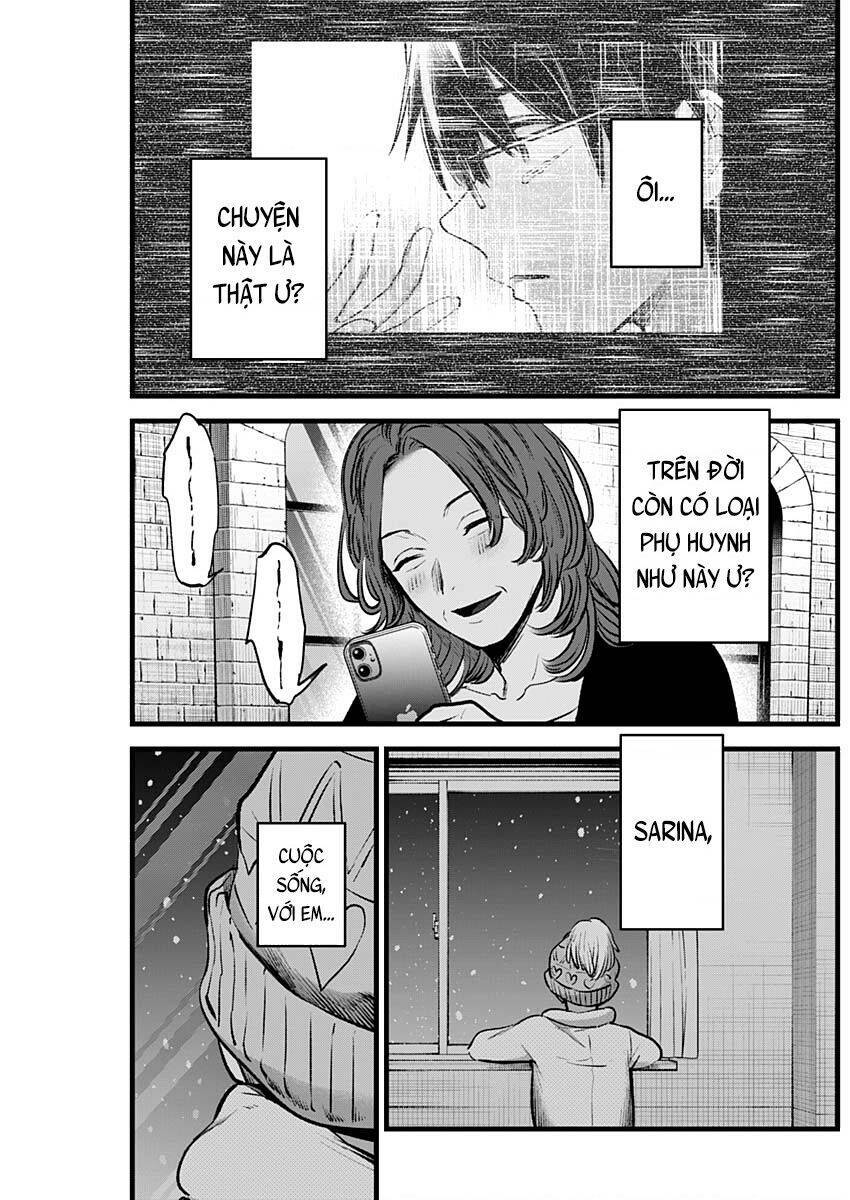 ÔI...
CHUYỆN
NÀY LÀ
THẬT Ư?
TRÊN ĐỜI
CÒN CÓ LOẠI
PHỤ HUYNH
NHƯ NÀY Ư?
SARINA,
CUỘC
SỐNG,
VỚI EM...